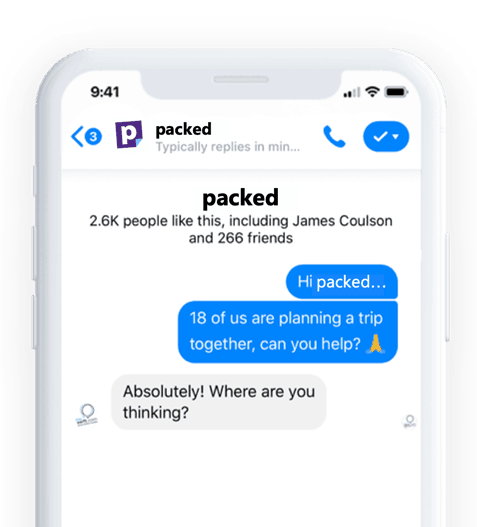 9:41
3
p
packed
Typically replies in min...
packed
2.6K people like this, including James Coulson
and 266 friends
Hi packed...
18 of us are planning a trip
together, can you help? 🙏
Absolutely! Where are you
thinking?